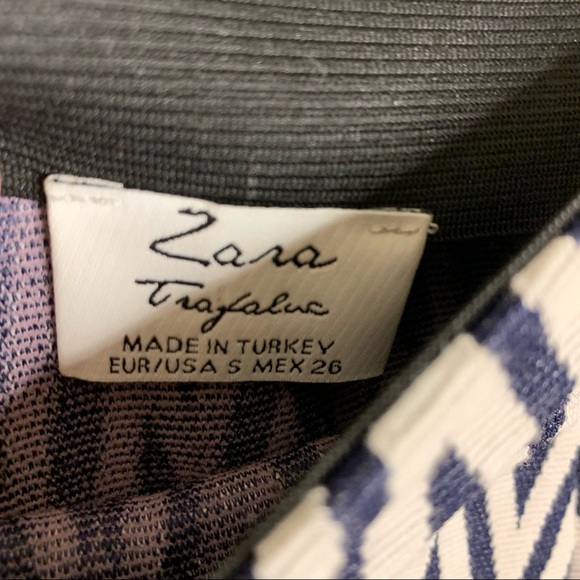 Zara
Trafaluc
MADE IN TURKEY
EUR/USA S MEX 26